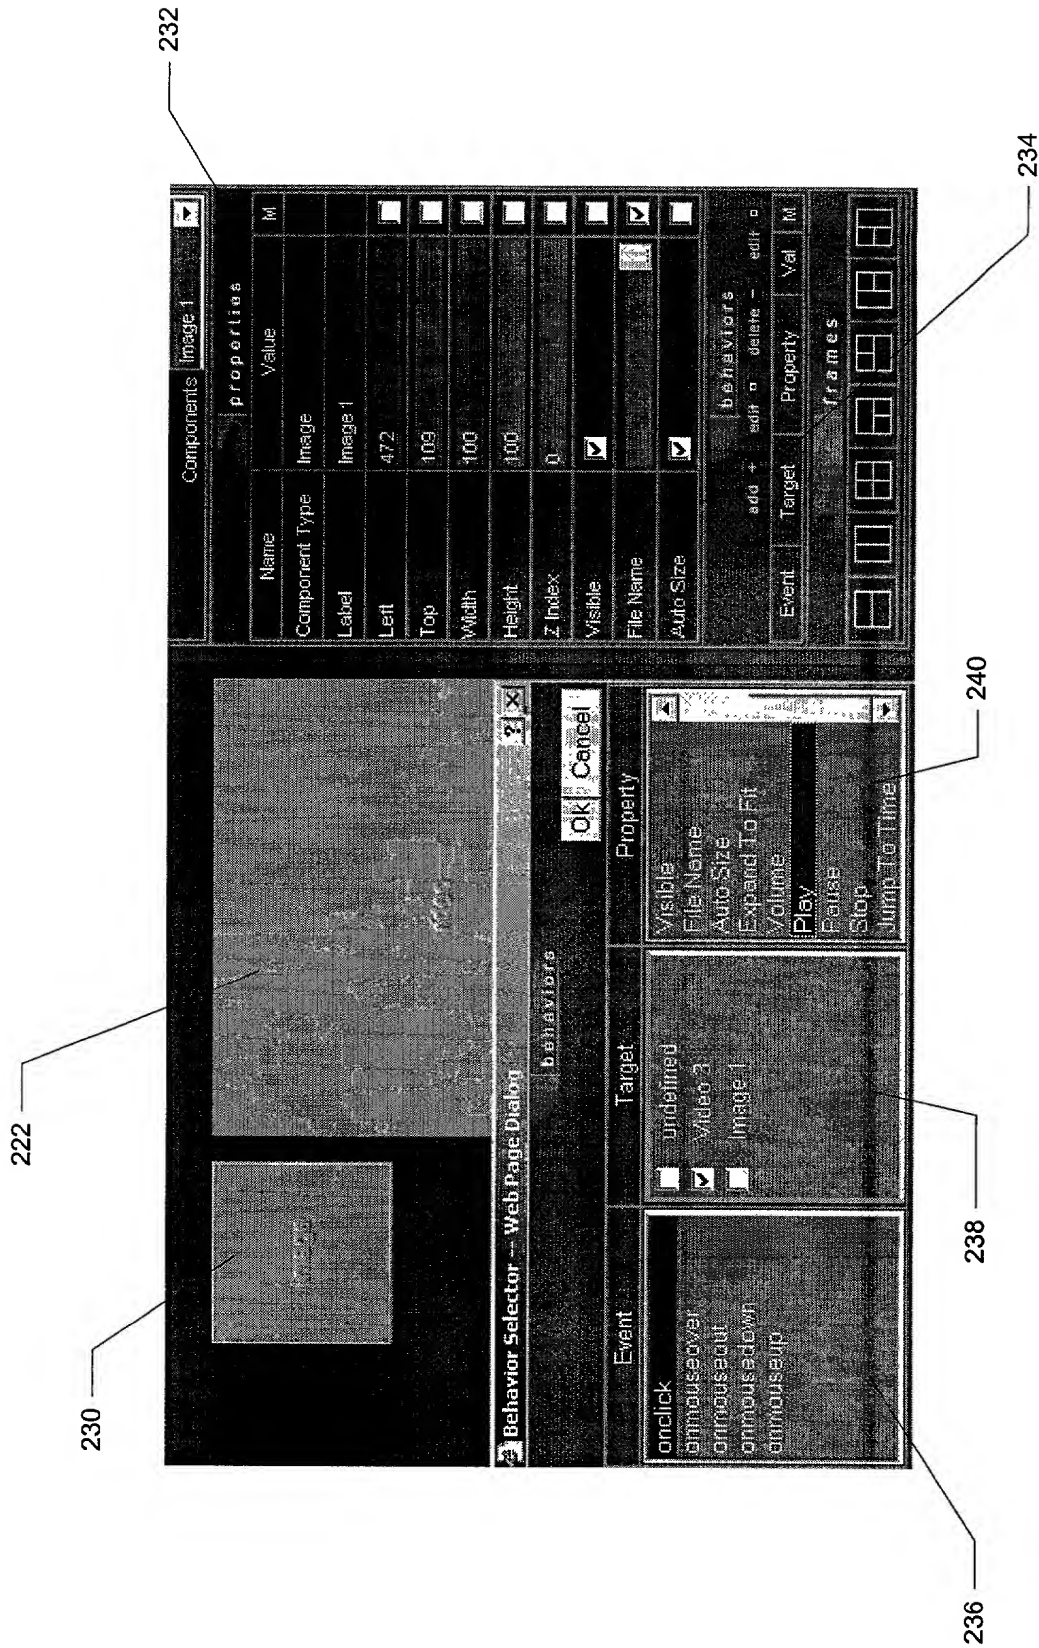 222
230
232
Components Image 1
properties
Name Value M
Component Type Image
Label Image 1
Left 472
Top 109
Width 100
Height 100
Z Index 0
Visible
File Name
Auto Size
behaviors
add + edit ¤ delete - edit ¤
Event Target Property Val M
frames
234
Behavior Selector -- Web Page Dialog ? ×
behaviors
Ok Cancel
Event Target Property
onclick
onmouseover
onmouseout
onmousedown
onmouseup
undefined
Video 3
Image 1
Visible
File Name
Auto Size
Expand To Fit
Volume
Play
Pause
Stop
Jump To Time
236
238
240